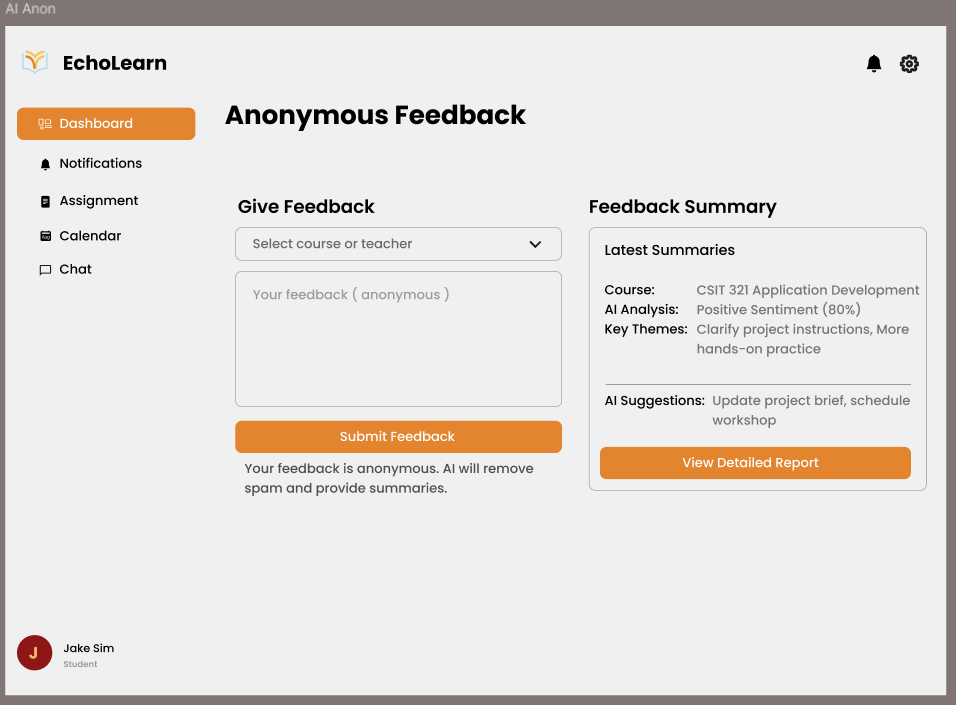 AI Anon
EchoLearn
Anonymous Feedback
Dashboard
Notifications
Assignment
Calendar
Chat
Give Feedback
Select course or teacher
Your feedback ( anonymous )
Submit Feedback
Your feedback is anonymous. AI will remove
spam and provide summaries.
Feedback Summary
Latest Summaries
Course: CSIT 321 Application Development
AI Analysis: Positive Sentiment (80%)
Key Themes: Clarify project instructions, More
hands-on practice
AI Suggestions: Update project brief, schedule
workshop
View Detailed Report
J
Jake Sim
Student